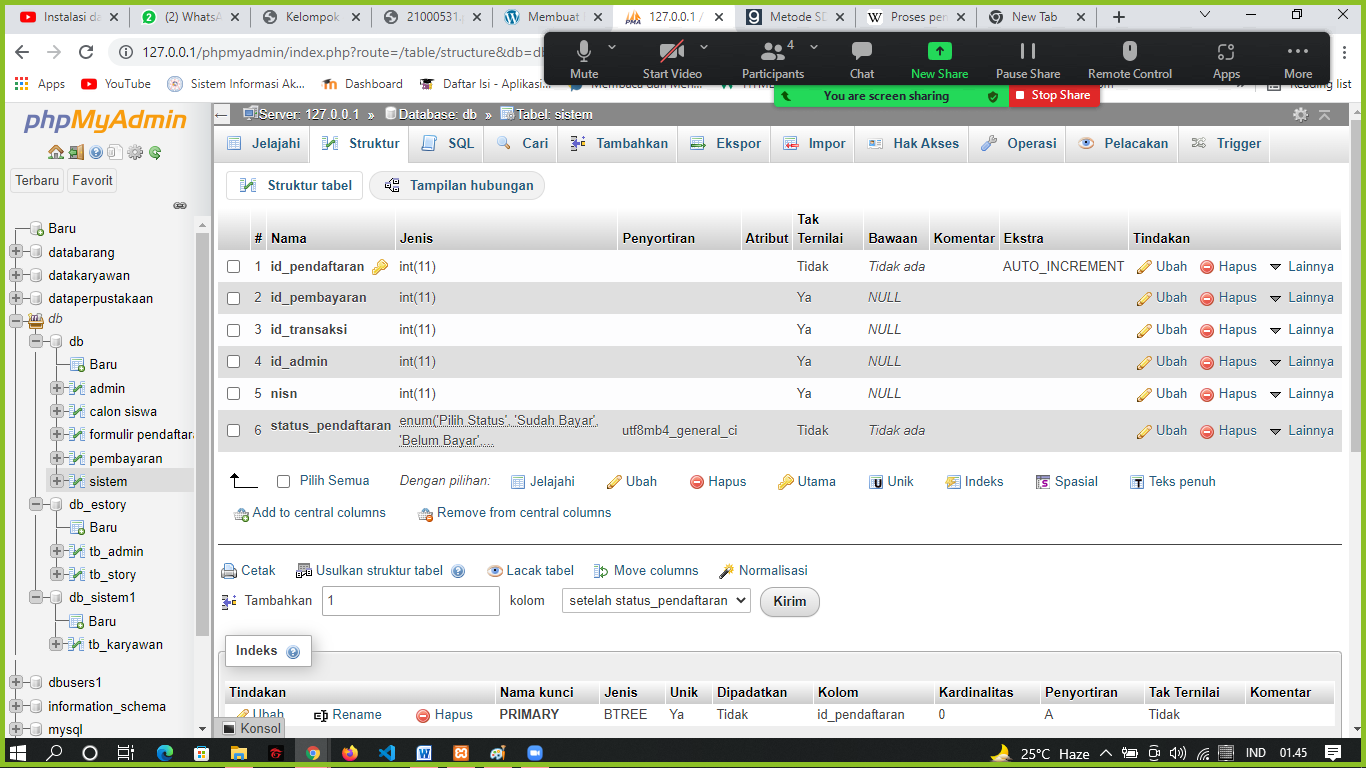 Instalasi da
(2) WhatsA
Kelompok
21000531.p
Membuat
127.0.0.1 /
Metode SD
Proses pen
New Tab
127.0.0.1/phpmyadmin/index.php?route=/table/structure&db=db
Mute
Start Video
Participants
4
Chat
New Share
Pause Share
Remote Control
Apps
More
You are screen sharing
Stop Share
Apps
YouTube
Sistem Informasi Ak...
Dashboard
Daftar Isi - Aplikasi...
Reading list
phpMyAdmin
Terbaru
Favorit
Baru
databarang
datakaryawan
dataperpustakaan
db
db
Baru
admin
calon siswa
formulir pendaftara
pembayaran
sistem
db_estory
Baru
tb_admin
tb_story
db_sistem1
Baru
tb_karyawan
dbusers1
information_schema
mysql
Server: 127.0.0.1 » Database: db » Tabel: sistem
Jelajahi Struktur SQL Cari Tambahkan Ekspor Impor Hak Akses Operasi Pelacakan Trigger
Struktur tabel Tampilan hubungan
# Nama Jenis Penyortiran Atribut Tak Ternilai Bawaan Komentar Ekstra Tindakan
1 id_pendaftaran int(11) Tidak Tidak ada AUTO_INCREMENT Ubah Hapus Lainnya
2 id_pembayaran int(11) Ya NULL Ubah Hapus Lainnya
3 id_transaksi int(11) Ya NULL Ubah Hapus Lainnya
4 id_admin int(11) Ya NULL Ubah Hapus Lainnya
5 nisn int(11) Ya NULL Ubah Hapus Lainnya
6 status_pendaftaran enum('Pilih Status', 'Sudah Bayar', 'Belum Bayar',... utf8mb4_general_ci Tidak Tidak ada Ubah Hapus Lainnya
Pilih Semua Dengan pilihan: Jelajahi Ubah Hapus Utama Unik Indeks Spasial Teks penuh
Add to central columns Remove from central columns
Cetak Usulkan struktur tabel Lacak tabel Move columns Normalisasi
Tambahkan 1 kolom setelah status_pendaftaran Kirim
Indeks
Tindakan Nama kunci Jenis Unik Dipadatkan Kolom Kardinalitas Penyortiran Tak Ternilai Komentar
Ubah Rename Hapus PRIMARY BTREE Ya Tidak id_pendaftaran 0 A Tidak
Konsol
25°C Haze IND 01.45